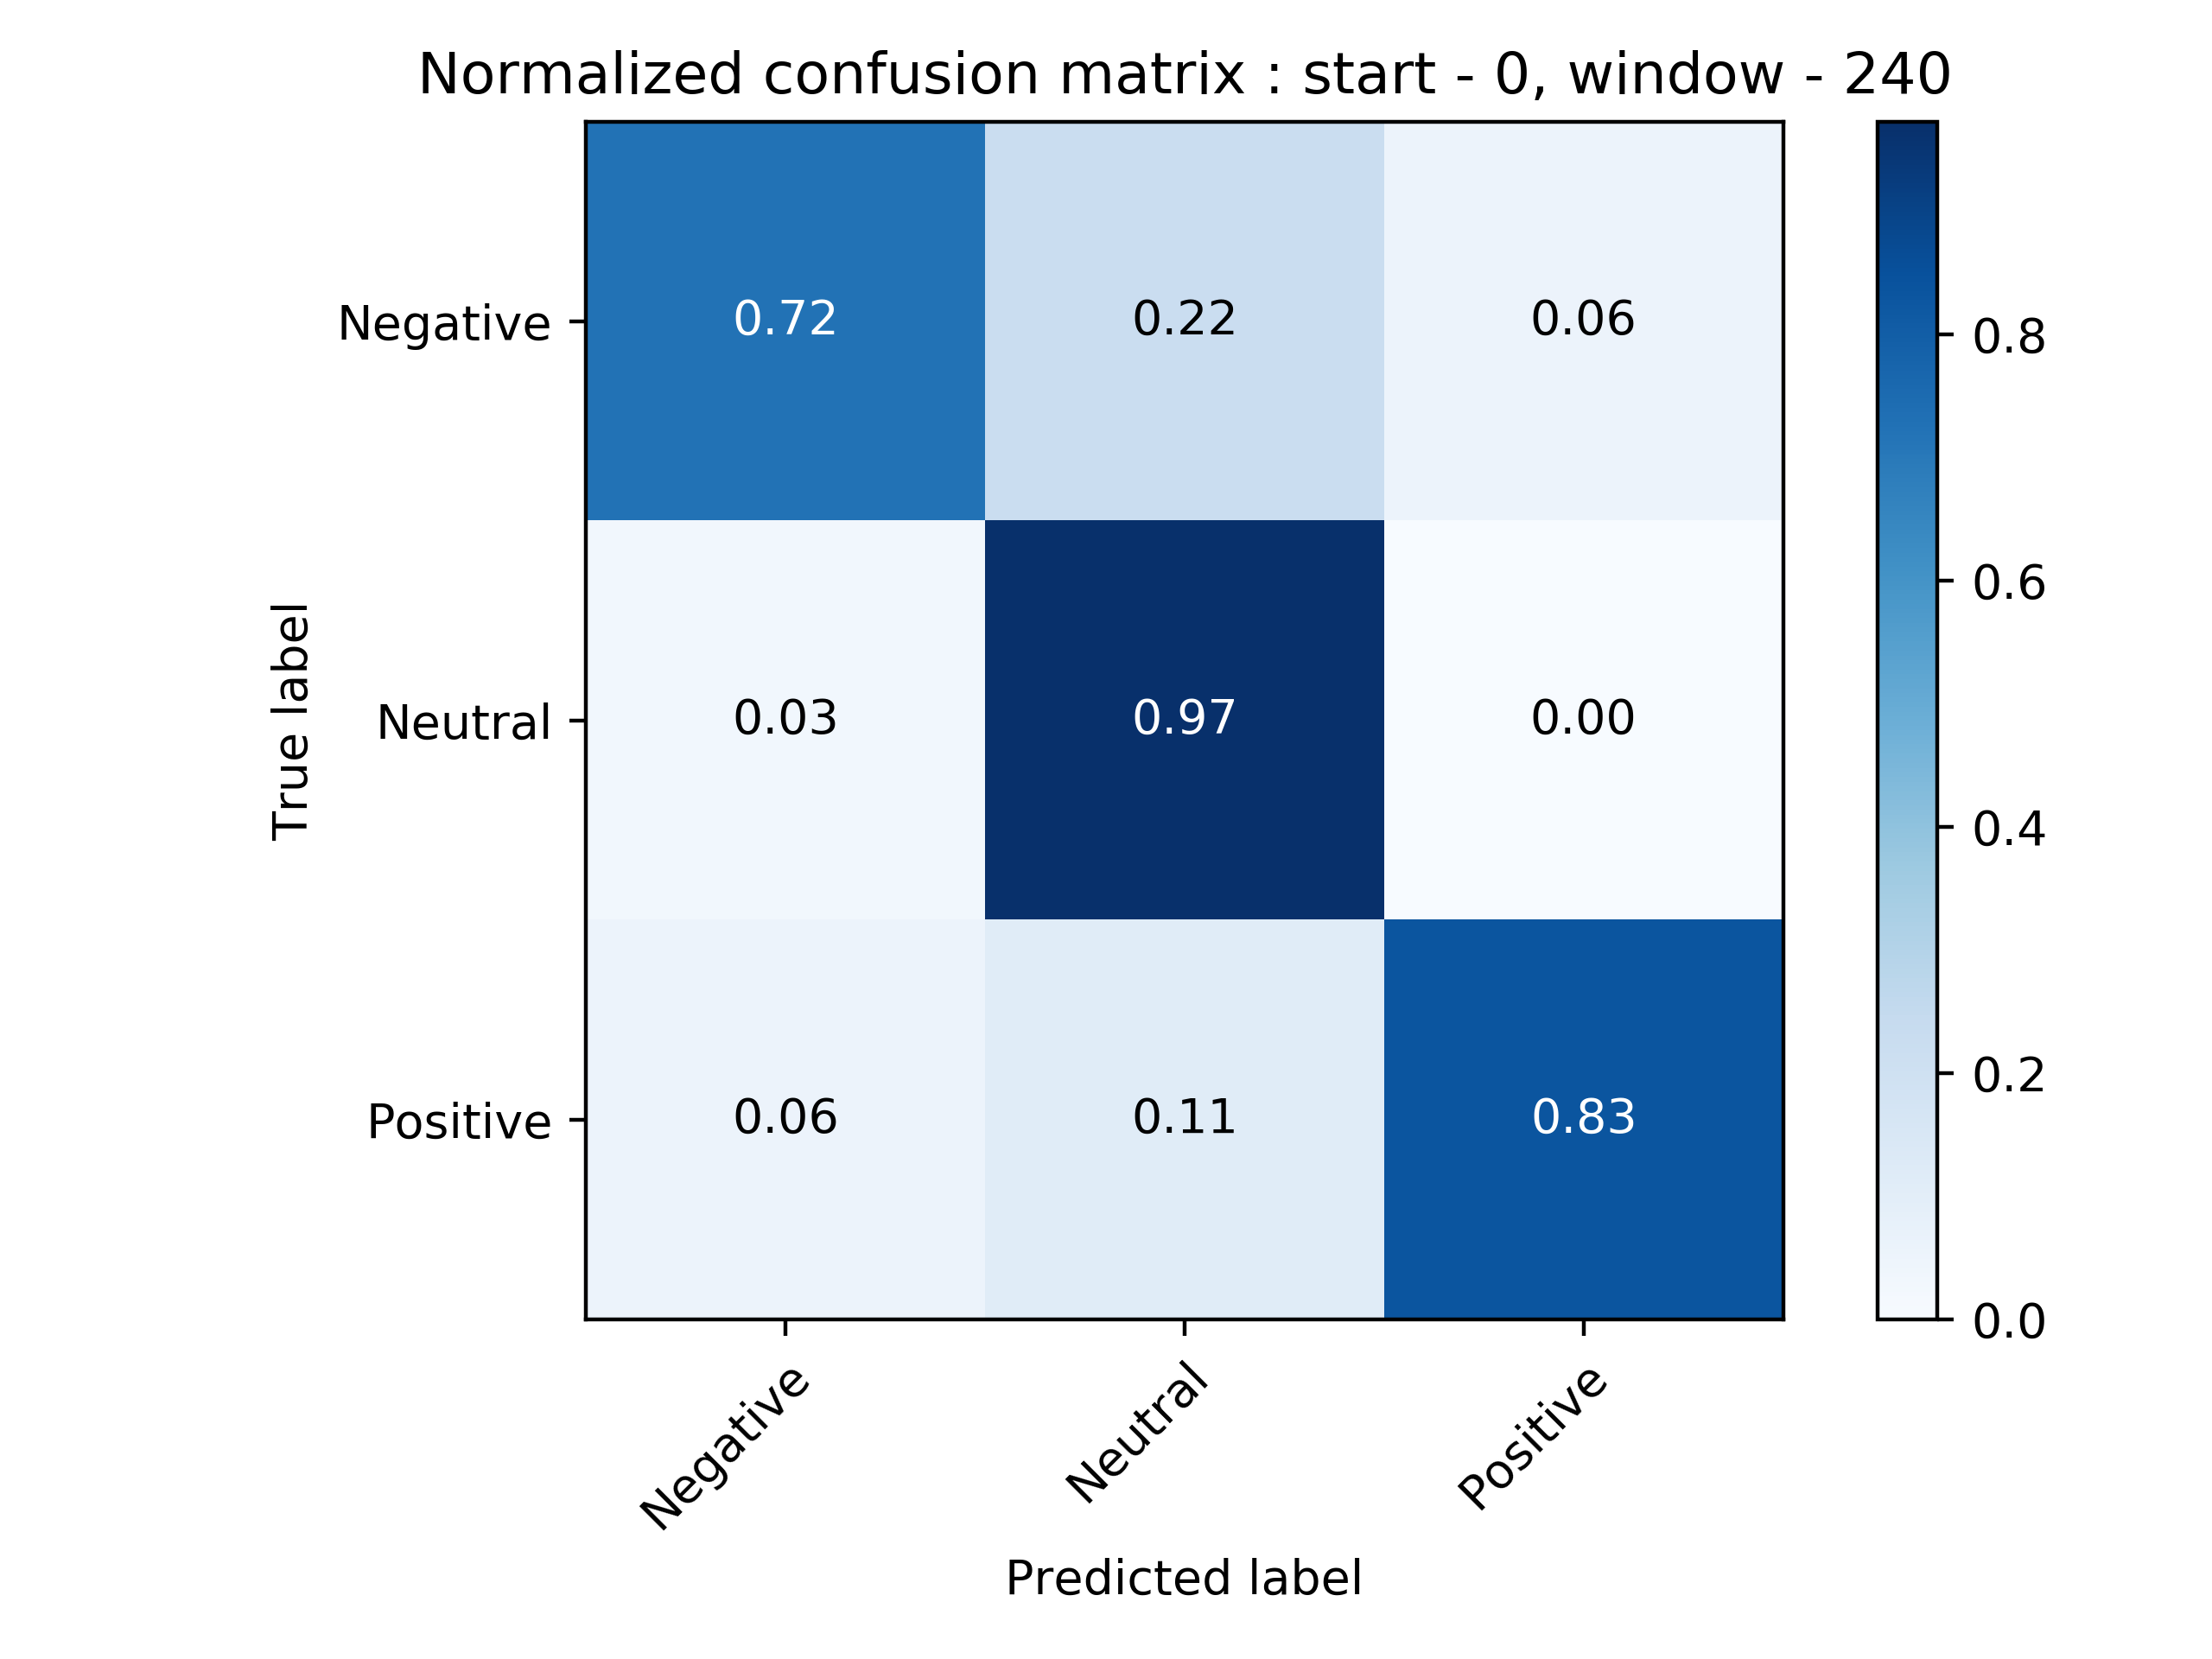 Normalized confusion matrix : start - 0, window - 240
Negative
0.72
0.22
0.06
0.8
0.6
True label
Neutral
0.03
0.97
0.00
0.4
0.2
Positive
0.06
0.11
0.83
0.0
Negative
Neutral
Positive
Predicted label